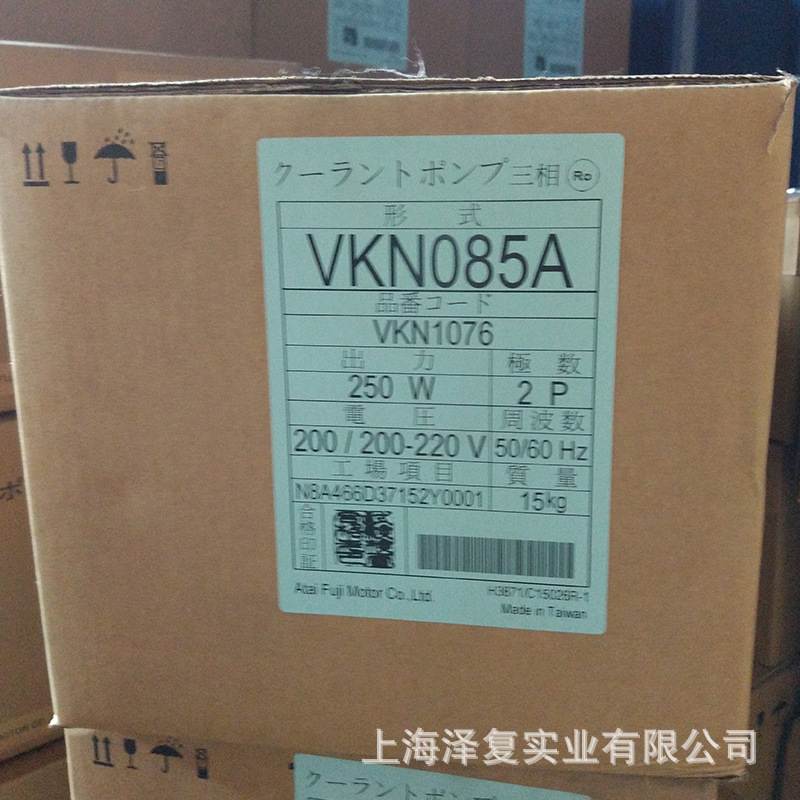 クーラントポンプ三相 Ro
形 式
VKN085A
品番コード
VKN1076
出 力 極 数
250 W 2 P
電 圧 周波数
200 / 200-220 V 50/60 Hz
工場項目 質 量
N8A466D37152Y0001 15kg
合格印証
Atai Fuji Motor Co.,Ltd. H3871/C15026R-1
Made in Taiwan
上海泽复实业有限公司
クーラントポンプ三相